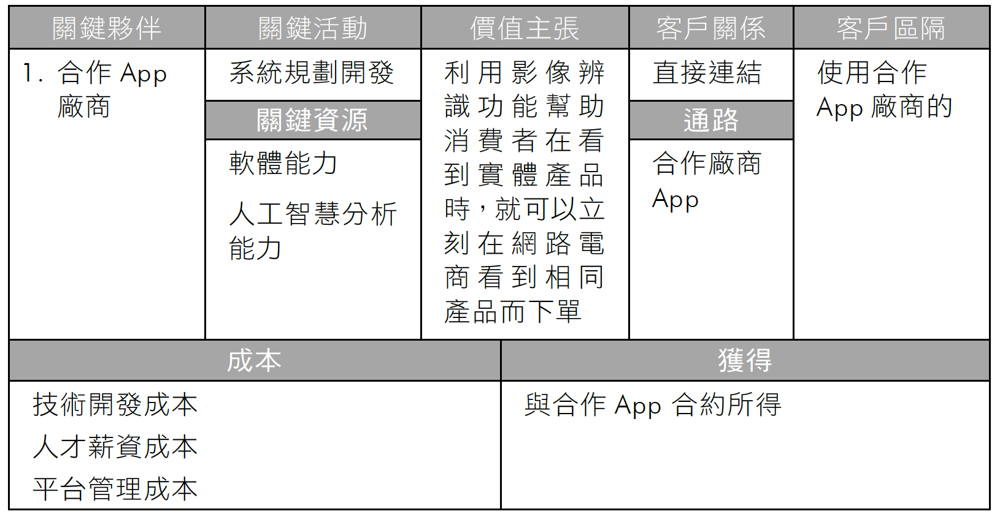 關鍵夥伴
關鍵活動
價值主張
客戶關係
客戶區隔
1. 合作 App
廠商
系統規劃開發
關鍵資源
軟體能力
人工智慧分析
能力
利用影像辨
識功能幫助
消費者在看
到實體產品
時，就可以立
刻在網路電
商看到相同
產品而下單
直接連結
通路
合作廠商
App
使用合作
App 廠商的
成本
獲得
技術開發成本
人才薪資成本
平台管理成本
與合作 App 合約所得